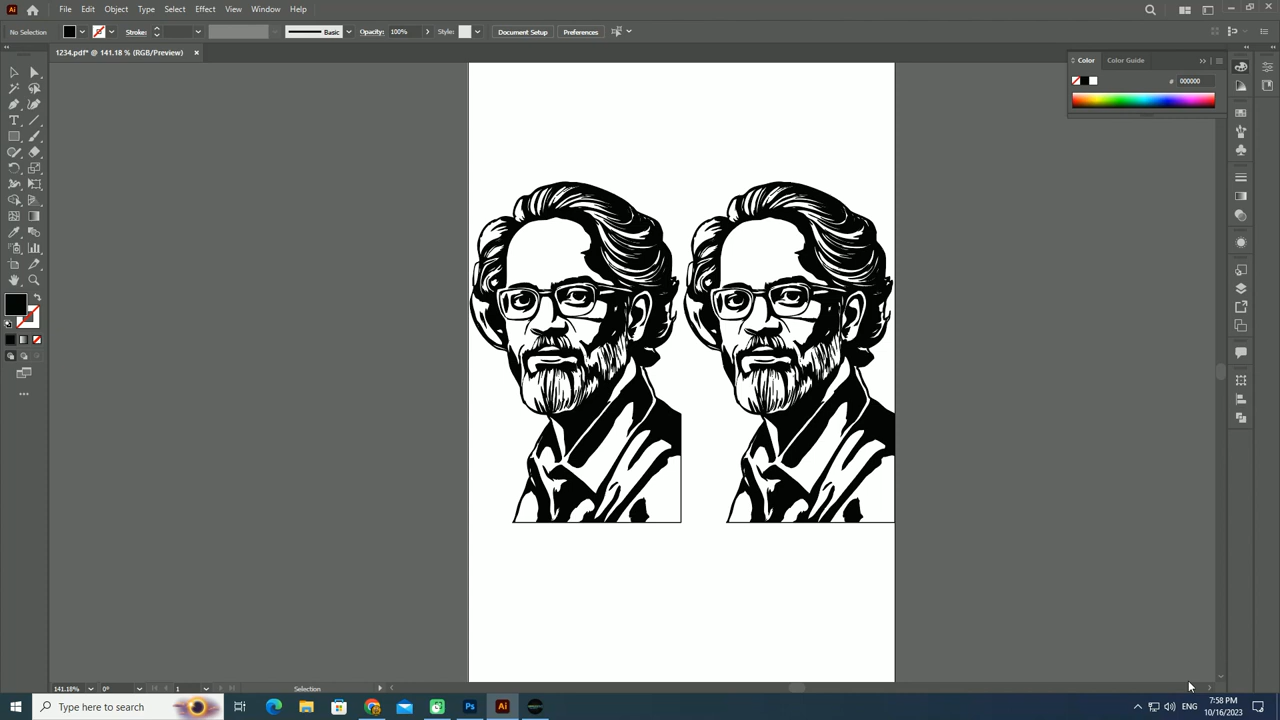 Ai File Edit Object Type Select Effect View Window Help
No Selection Stroke: Basic Opacity: 100% Style: Document Setup Preferences
1234.pdf* @ 141.18 % (RGB/Preview) ×
Color Color Guide
# 000000
141.18% 0° 1 Selection
Type here to search Ps Ai ENG 7:58 PM
10/16/2023